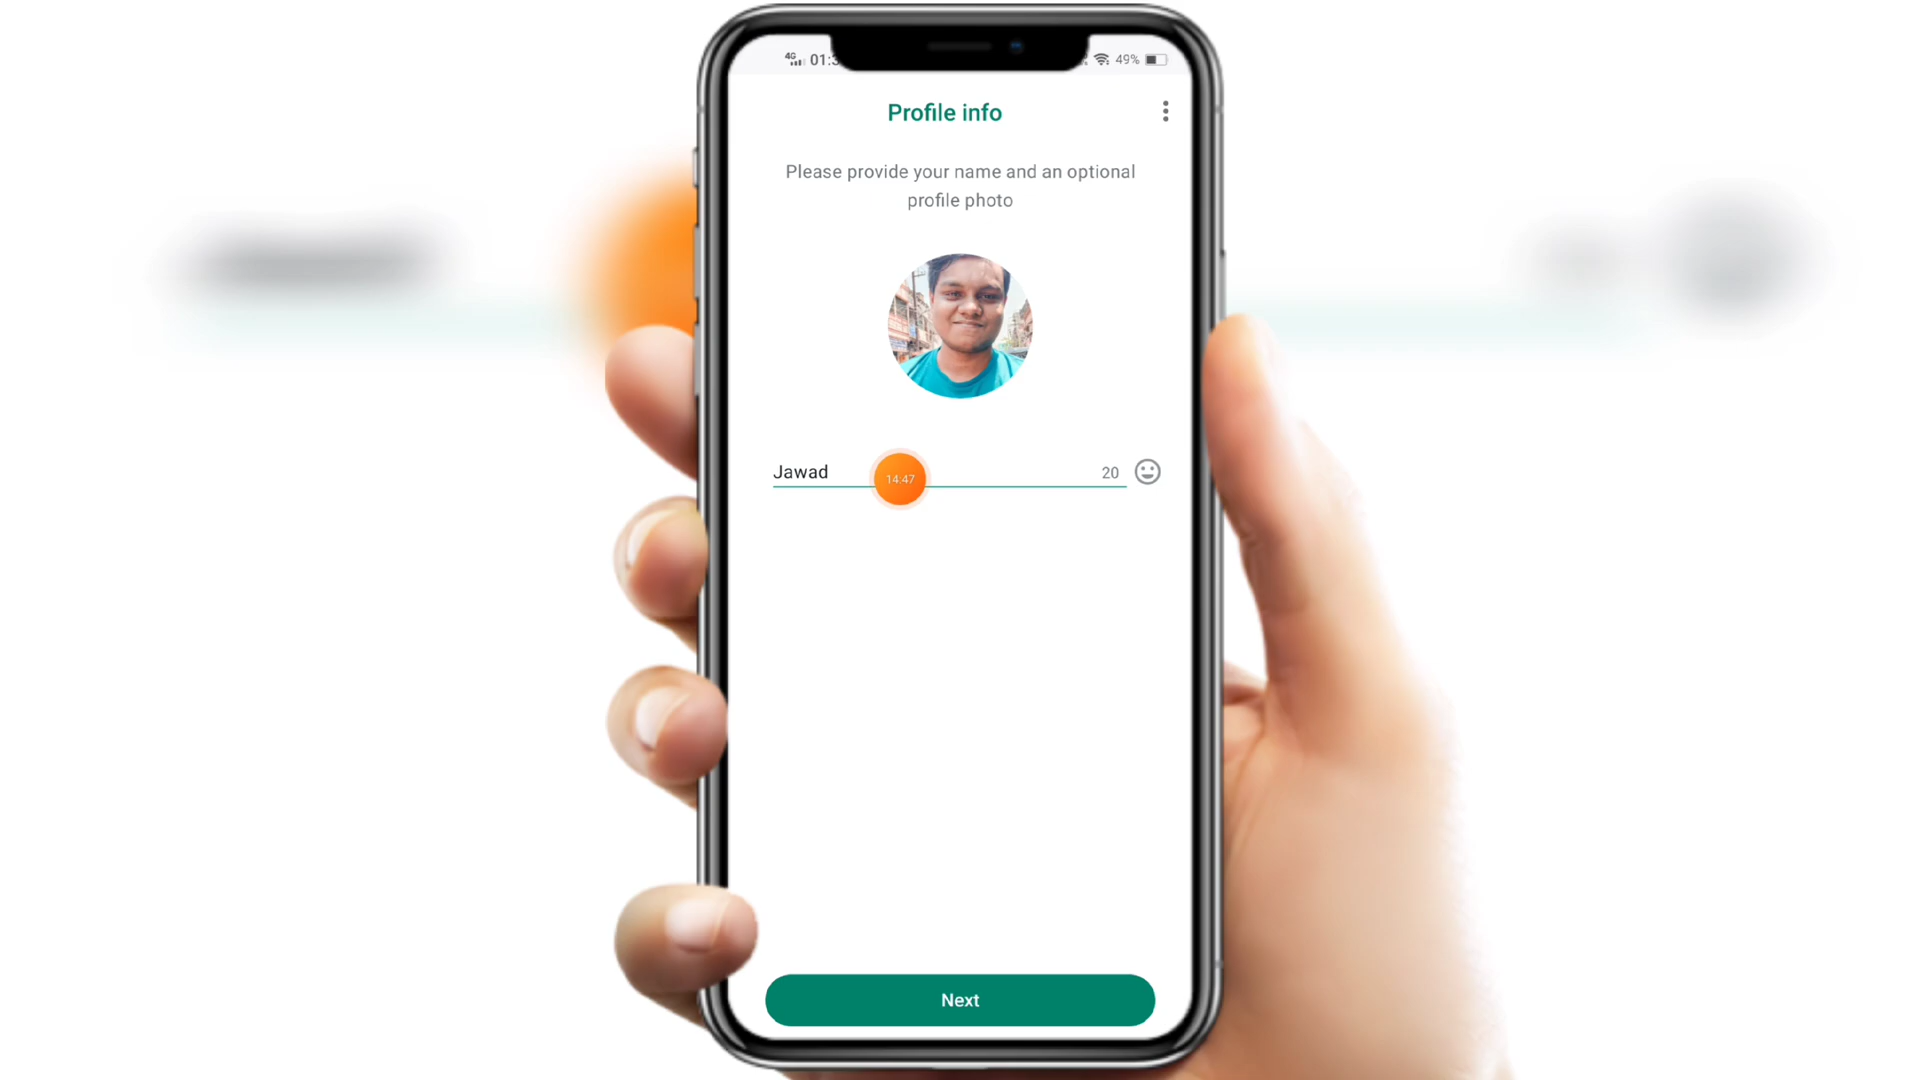 4G 01:3
49%
Profile info
Please provide your name and an optional
profile photo
Jawad
14:47
20
Next